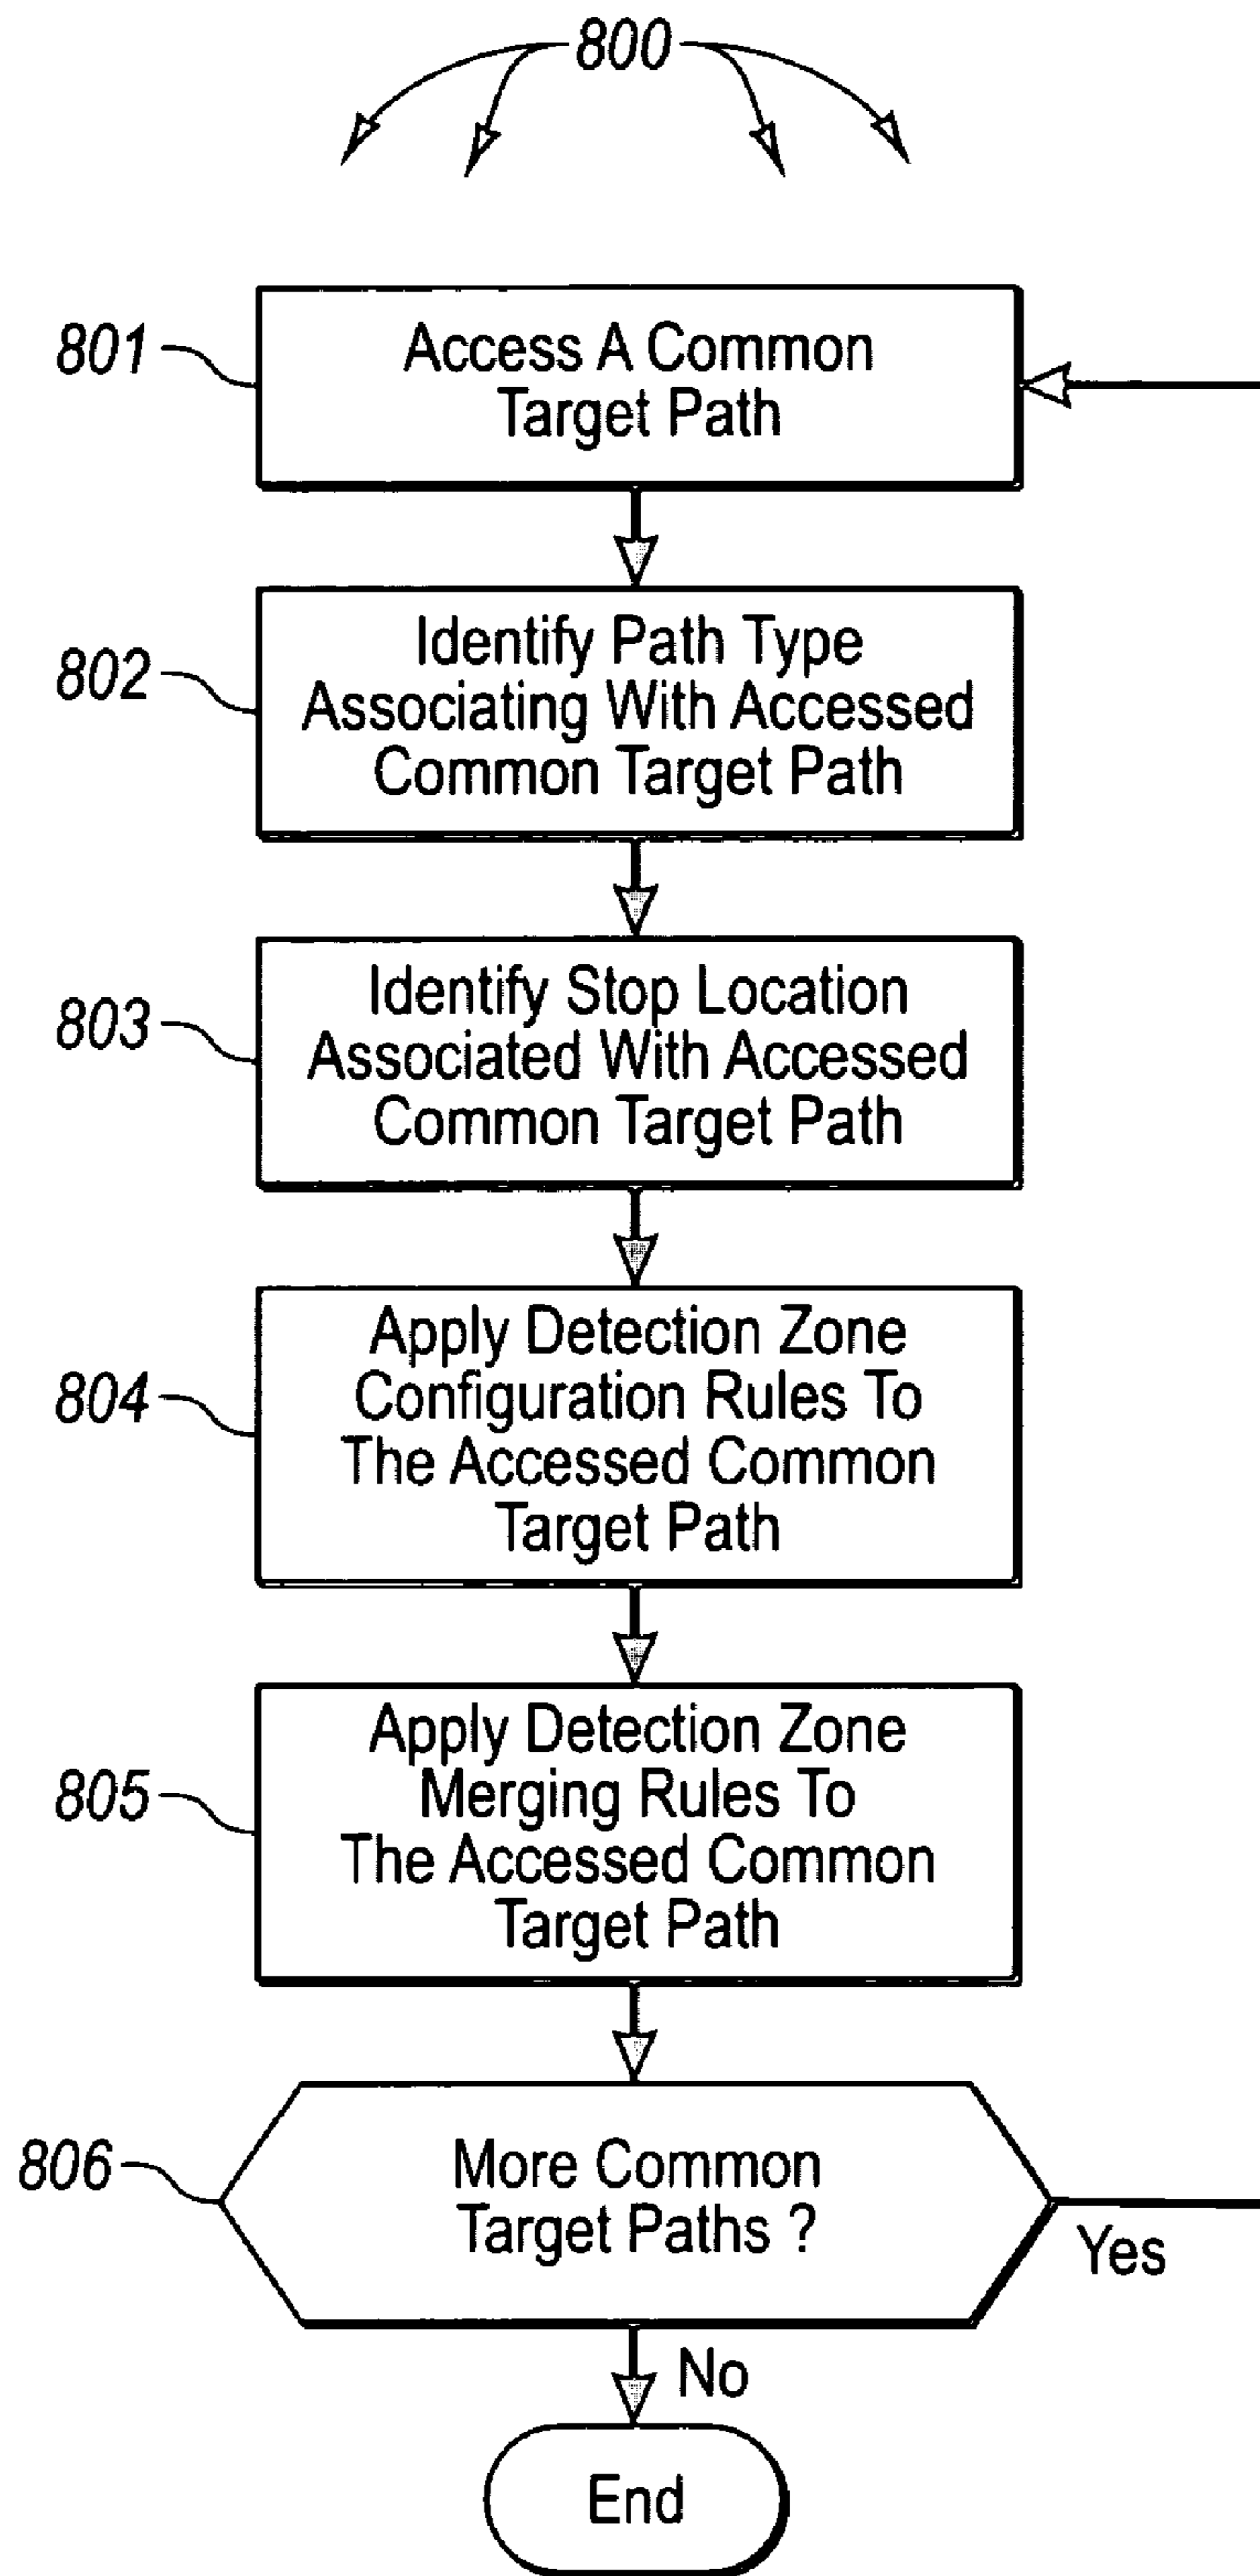 800
801
Access A Common
Target Path
802
Identify Path Type
Associating With Accessed
Common Target Path
803
Identify Stop Location
Associated With Accessed
Common Target Path
804
Apply Detection Zone
Configuration Rules To
The Accessed Common
Target Path
805
Apply Detection Zone
Merging Rules To
The Accessed Common
Target Path
806
More Common
Target Paths ?
Yes
No
End